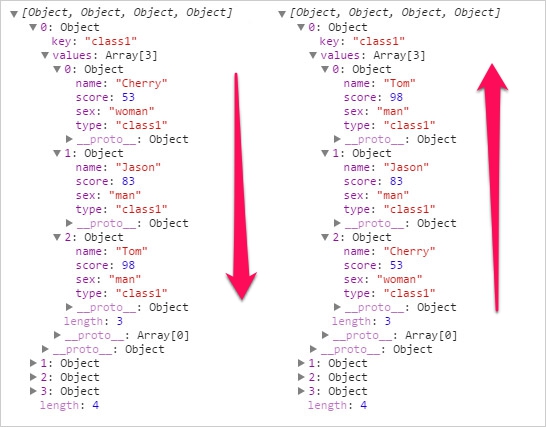 [Object, Object, Object, Object]
0: Object
key: "class1"
values: Array[3]
0: Object
name: "Cherry"
score: 53
sex: "woman"
type: "class1"
__proto__: Object
1: Object
name: "Jason"
score: 83
sex: "man"
type: "class1"
__proto__: Object
2: Object
name: "Tom"
score: 98
sex: "man"
type: "class1"
__proto__: Object
length: 3
__proto__: Array[0]
__proto__: Object
1: Object
2: Object
3: Object
length: 4
[Object, Object, Object, Object]
0: Object
key: "class1"
values: Array[3]
0: Object
name: "Tom"
score: 98
sex: "man"
type: "class1"
__proto__: Object
1: Object
name: "Jason"
score: 83
sex: "man"
type: "class1"
__proto__: Object
2: Object
name: "Cherry"
score: 53
sex: "woman"
type: "class1"
__proto__: Object
length: 3
__proto__: Array[0]
__proto__: Object
1: Object
2: Object
3: Object
length: 4